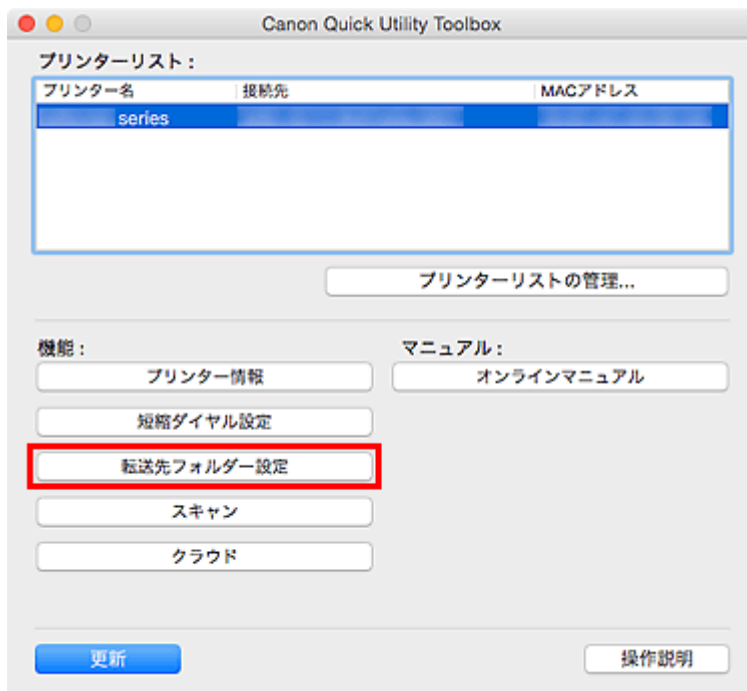 Canon Quick Utility Toolbox
プリンターリスト：
プリンター名 接続先 MACアドレス
series
プリンターリストの管理...
機能： マニュアル：
プリンター情報 オンラインマニュアル
短縮ダイヤル設定
転送先フォルダー設定
スキャン
クラウド
更新 操作説明